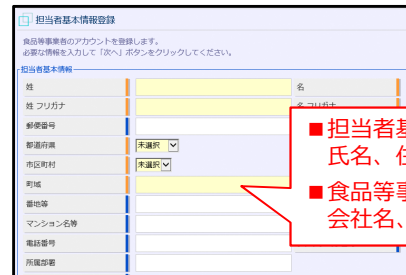 担当者基本情報登録
食品等事業者のアカウントを登録します。
必要な情報を入力して「次へ」ボタンをクリックしてください。
担当者基本情報
姓
名
姓 フリガナ
名 フリガナ
郵便番号
都道府県
未選択
市区町村
未選択
町域
番地等
マンション名等
電話番号
所属部署
■担当者基
氏名、
■食品等事
会社名、